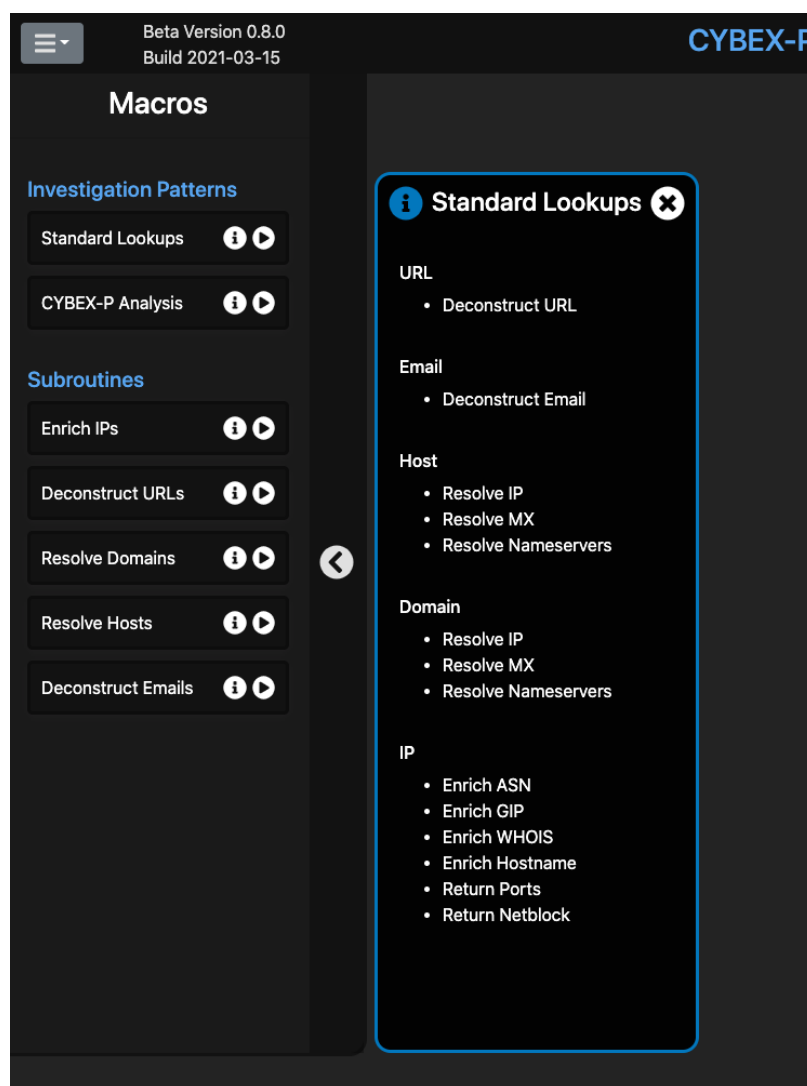 Beta Version 0.8.0
Build 2021-03-15
CYBEX-P
Macros
Investigation Patterns
Standard Lookups
CYBEX-P Analysis
Subroutines
Enrich IPs
Deconstruct URLs
Resolve Domains
Resolve Hosts
Deconstruct Emails
Standard Lookups
URL
• Deconstruct URL
Email
• Deconstruct Email
Host
• Resolve IP
• Resolve MX
• Resolve Nameservers
Domain
• Resolve IP
• Resolve MX
• Resolve Nameservers
IP
• Enrich ASN
• Enrich GIP
• Enrich WHOIS
• Enrich Hostname
• Return Ports
• Return Netblock